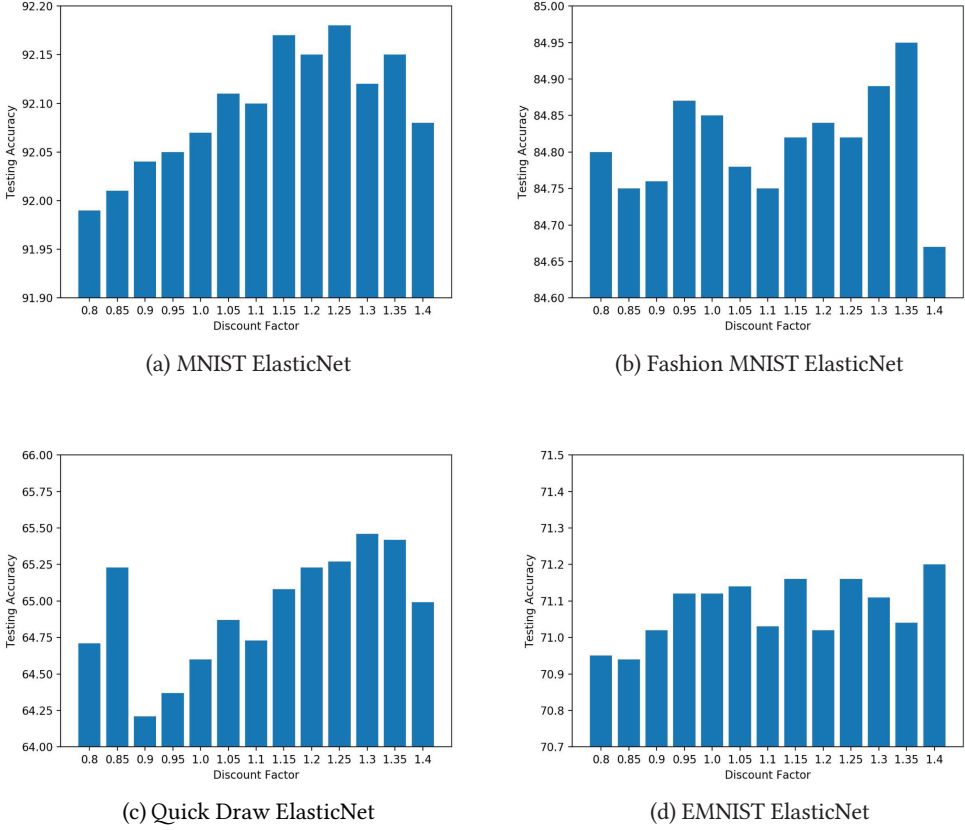 92.20
92.15
92.10
92.05
92.00
91.95
91.90
Testing Accuracy
0.8 0.85 0.9 0.95 1.0 1.05 1.1 1.15 1.2 1.25 1.3 1.35 1.4
Discount Factor
(a) MNIST ElasticNet
85.00
84.95
84.90
84.85
84.80
84.75
84.70
84.65
84.60
Testing Accuracy
0.8 0.85 0.9 0.95 1.0 1.05 1.1 1.15 1.2 1.25 1.3 1.35 1.4
Discount Factor
(b) Fashion MNIST ElasticNet
66.00
65.75
65.50
65.25
65.00
64.75
64.50
64.25
64.00
Testing Accuracy
0.8 0.85 0.9 0.95 1.0 1.05 1.1 1.15 1.2 1.25 1.3 1.35 1.4
Discount Factor
(c) Quick Draw ElasticNet
71.5
71.4
71.3
71.2
71.1
71.0
70.9
70.8
70.7
Testing Accuracy
0.8 0.85 0.9 0.95 1.0 1.05 1.1 1.15 1.2 1.25 1.3 1.35 1.4
Discount Factor
(d) EMNIST ElasticNet